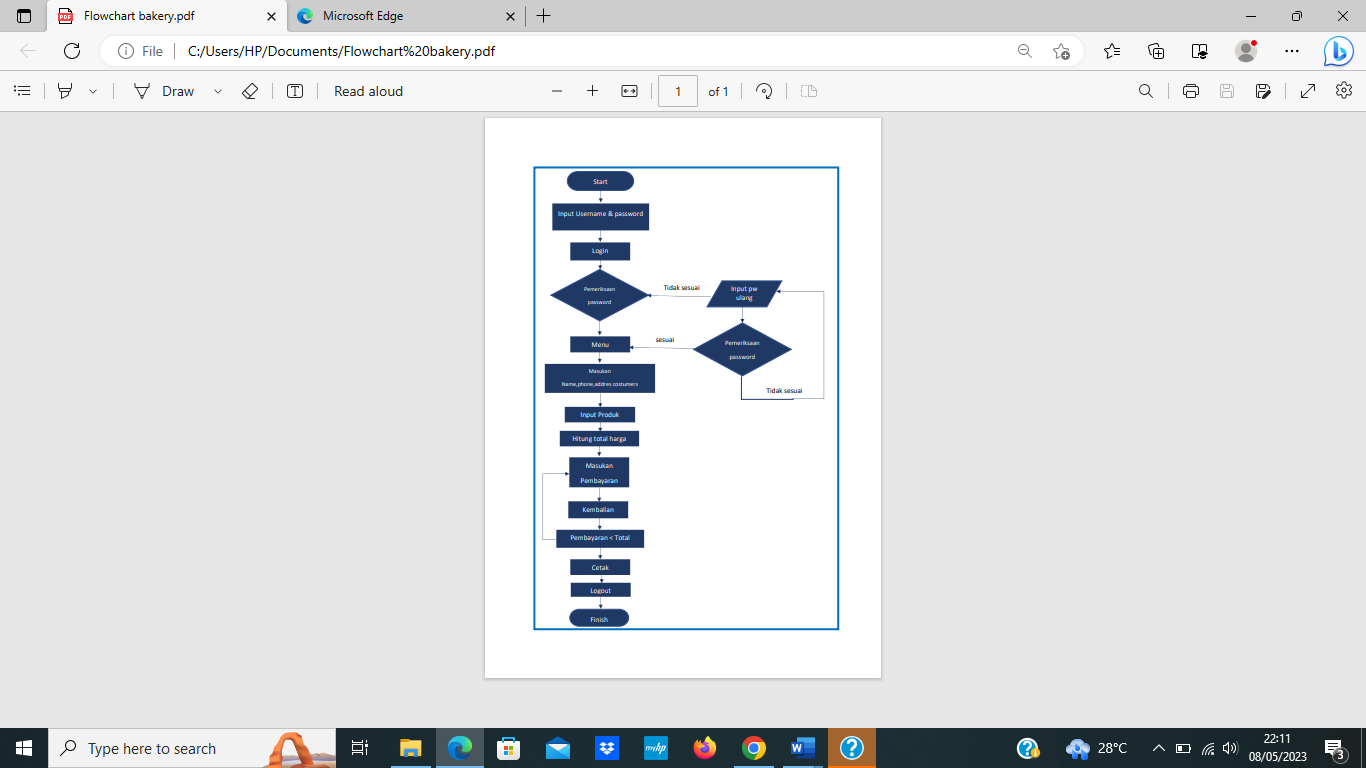 Flowchart bakery.pdf
Microsoft Edge
File
C:/Users/HP/Documents/Flowchart%20bakery.pdf
Draw
Read aloud
1
of 1
Start
Input Username & password
Login
Pemeriksaan
password
Tidak sesuai
Input pw
ulang
Menu
sesuai
Pemeriksaan
password
Tidak sesuai
Masukan
Name,phone,addres costumers
Input Produk
Hitung total harga
Masukan
Pembayaran
Kembalian
Pembayaran < Total
Cetak
Logout
Finish
Type here to search
myhp
28°C
22:11
08/05/2023
3